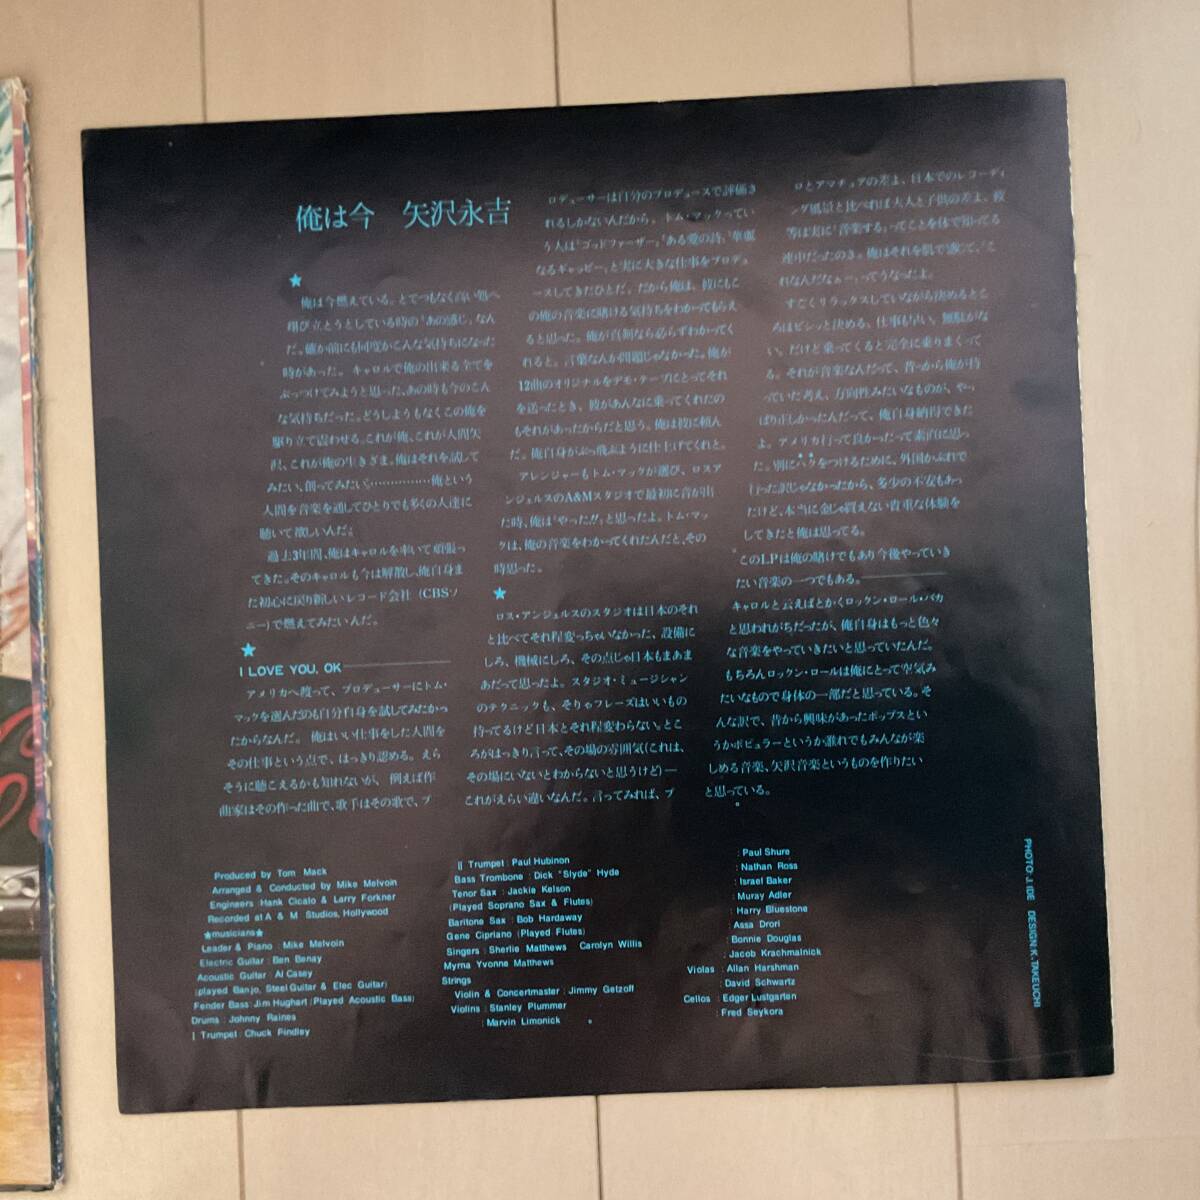 俺は今　矢沢永吉
★
俺は今燃えている。とてつもなく高い処へ
翔び立とうとしている時の「あの感じ」なん
だ。確か前にも何度かこんな気持ちになった
時があった。キャロルで俺の出来る全てを
ぶっつけてみようと思った、あの時も今のこん
な気持ちだった。どうしようもなくこの俺を
駆り立て震わせる。これが俺、これが人間矢
沢、これが俺の生きざま。俺はそれを試して
みたい、創ってみたい。……………俺という
人間を音楽を通してひとりでも多くの人達に
聴いて欲しいんだ。
過去3年間、俺はキャロルを率いて頑張っ
てきた。そのキャロルも今は解散し、俺自身ま
た初心に戻り新しいレコード会社（CBSソ
ニー）で燃えてみたいんだ。
★
I LOVE YOU, OK
アメリカへ渡って、プロデューサーにトム・
マックを選んだのも自分自身を試してみたかっ
たからなんだ。俺はいい仕事をした人間を
その仕事という点で、はっきり認める。えら
そうに聴こえるかも知れないが、例えば作
曲家はその作った曲で、歌手はその歌で、プ
ロデューサーは自分のプロデュースで評価さ
れるしかないんだから、トム・マックってい
う人は「ゴッドファーザー」、「ある愛の詩」、「華麗
なるギャツビー」、と実に大きな仕事をプロデュ
ースしてきたひとだ。だから俺は、彼にもこ
の俺の音楽に賭ける気持ちをわかってもらえ
ると思った。俺が真剣なら必らずわかってく
れると。言葉なんか問題じゃなかった。俺が
12曲のオリジナルをデモ・テープにとってそれ
を送ったとき、彼があんなに乗ってくれたの
もそれがあったからだと思う。俺は彼に頼ん
だ。俺自身がぶっ飛ぶように仕上げてくれと。
アレンジャーもトム・マックが選び、ロスア
ンジェルスのA&Mスタジオで最初に音が出
た時、俺は「やった!!」と思ったよ。トム・マッ
クは、俺の音楽をわかってくれたんだと、その
時思った。
★
ロス・アンジェルスのスタジオは日本のそれ
と比べてそれ程変っちゃいなかった、設備に
しろ、機械にしろ、その点じゃ日本もまあま
あだって思ったよ。スタジオ・ミュージシャン
のテクニックも、そりゃフレーズはいいもの
持ってるけど日本とそれ程変わらない。とこ
ろがはっきり言って、その場の雰囲気（これは、
その場にいないとわからないと思うけど）―
これがえらい違いなんだ。言ってみれば、プ
ロとアマチュアの差よ、日本でのレコーディ
ング風景と比べれば大人と子供の差よ、彼
等は実に「音楽する」ってことを体で知ってる
連中だったのさ。俺はそれを肌で感じて、「こ
れなんだなぁー」ってうなったよ。
すごくリラックスしていながら決めるとこ
ろはビシッと決める、仕事も早い。無駄がな
い。だけど乗ってくると完全に乗りまくって
る。それが音楽なんだって、昔っから俺が持
っていた考え、方向性みたいなものが、やっ
ぱり正しかったんだって、俺自身納得できた
よ。アメリカ行って良かったって素直に思っ
た。別にハクをつけるために、外国かぶれで
行った訳じゃなかったから、多少の不安もあっ
たけど、本当に金じゃ買えない貴重な体験を
してきたと俺は思ってる。
このLPは俺の賭けでもあり今後やっていき
たい音楽の一つでもある。
キャロルと云えばとかくロックン・ロール・バカ
と思われがちだったが、俺自身はもっと色々
な音楽をやっていきたいと思っていたんだ。
もちろんロックン・ロールは俺にとって空気み
たいなもので身体の一部だと思っている。そ
んな訳で、昔から興味があったポップスとい
うかポピュラーというか誰れでもみんなが楽
しめる音楽、矢沢音楽というものを作りたい
と思っている。
Produced by Tom Mack
Arranged & Conducted by Mike Melvoin
Engineers Hank Cicalo & Larry Forkner
Recorded at A & M Studios, Hollywood
★musicians★
Leader & Piano : Mike Melvoin
Electric Guitar : Ben Benay
Acoustic Guitar : Al Casey
(played Banjo, Steel Guitar & Elec Guitar)
Fender Bass : Jim Hughart (Played Acoustic Bass)
Drums : Johnny Raines
I Trumpet : Chuck Findley
II Trumpet : Paul Hubinon
Bass Trombone : Dick "Slyde" Hyde
Tenor Sax : Jackie Kelson
(Played Soprano Sax & Flutes)
Baritone Sax : Bob Hardaway
Gene Cipriano (Played Flutes)
Singers : Sherlie Matthews Carolyn Willis
Myrna Yvonne Matthews
Strings
Violin & Concertmaster : Jimmy Getzoff
Violins : Stanley Plummer
: Marvin Limonick
: Paul Shure
: Nathan Ross
: Israel Baker
: Muray Adler
: Harry Bluestone
: Assa Drori
: Bonnie Douglas
: Jacob Krachmalnick
Violas : Allan Harshman
: David Schwartz
Cellos : Edger Lustgarten
: Fred Seykora
PHOTO:J. IDE DESIGN:K. TAKEUCHI